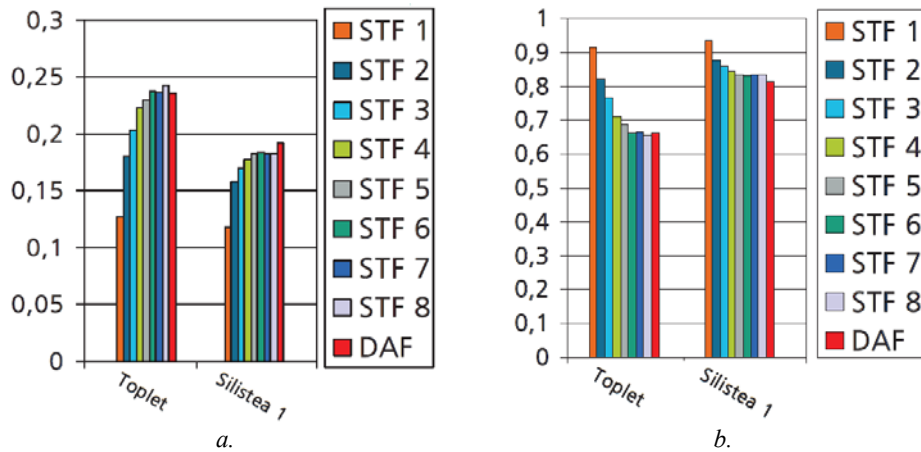 0,3
0,25
0,2
0,15
0,1
0,05
0
Toplet
Silistea 1
STF 1
STF 2
STF 3
STF 4
STF 5
STF 6
STF 7
STF 8
DAF
a.
1
0,9
0,8
0,7
0,6
0,5
0,4
0,3
0,2
0,1
0
Toplet
Silistea 1
STF 1
STF 2
STF 3
STF 4
STF 5
STF 6
STF 7
STF 8
DAF
b.